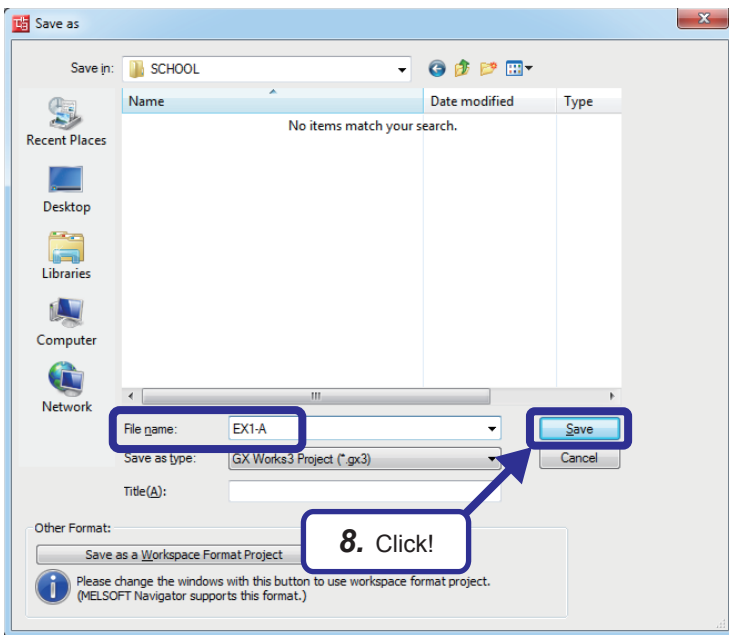 Save as
Save in:
SCHOOL
Name
Date modified
Type
No items match your search.
Recent Places
Desktop
Libraries
Computer
Network
File name:
EX1-A
Save
Save as type:
GX Works3 Project (*.gx3)
Cancel
Title(A):
8. Click!
Other Format:
Save as a Workspace Format Project
Please change the windows with this button to use workspace format project.
(MELSOFT Navigator supports this format.)